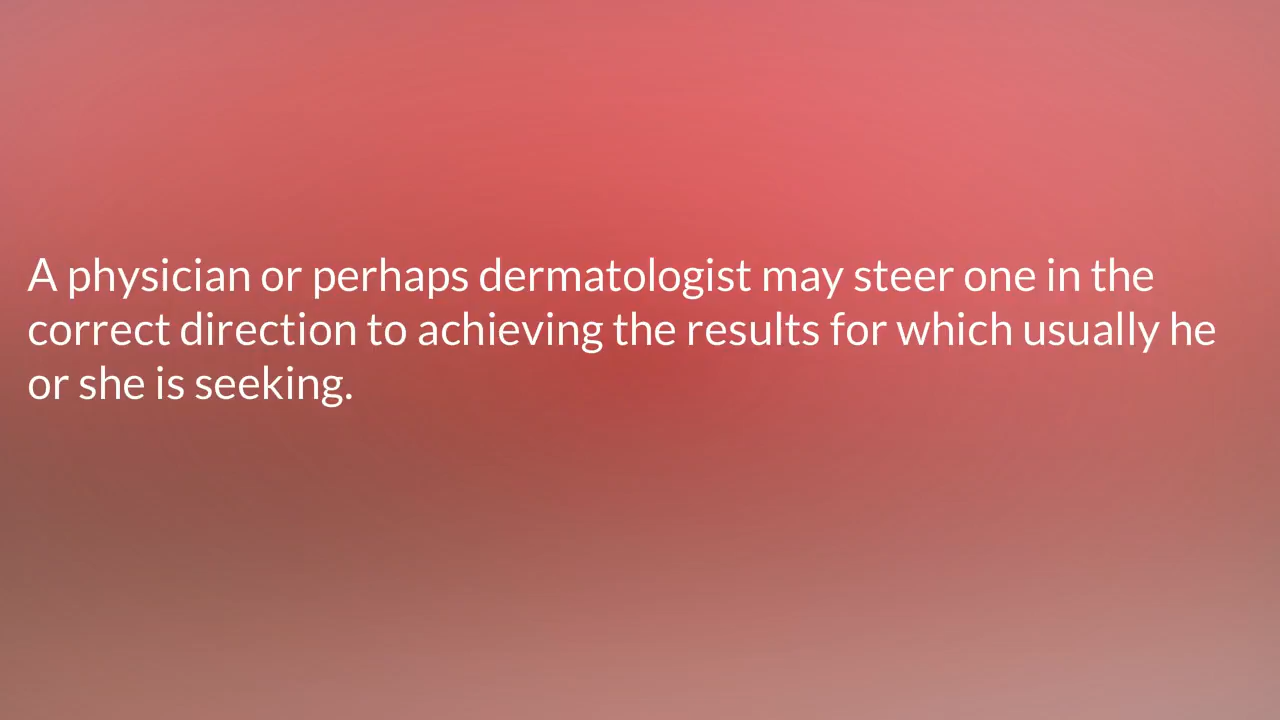 A physician or perhaps dermatologist may steer one in the
correct direction to achieving the results for which usually he
or she is seeking.